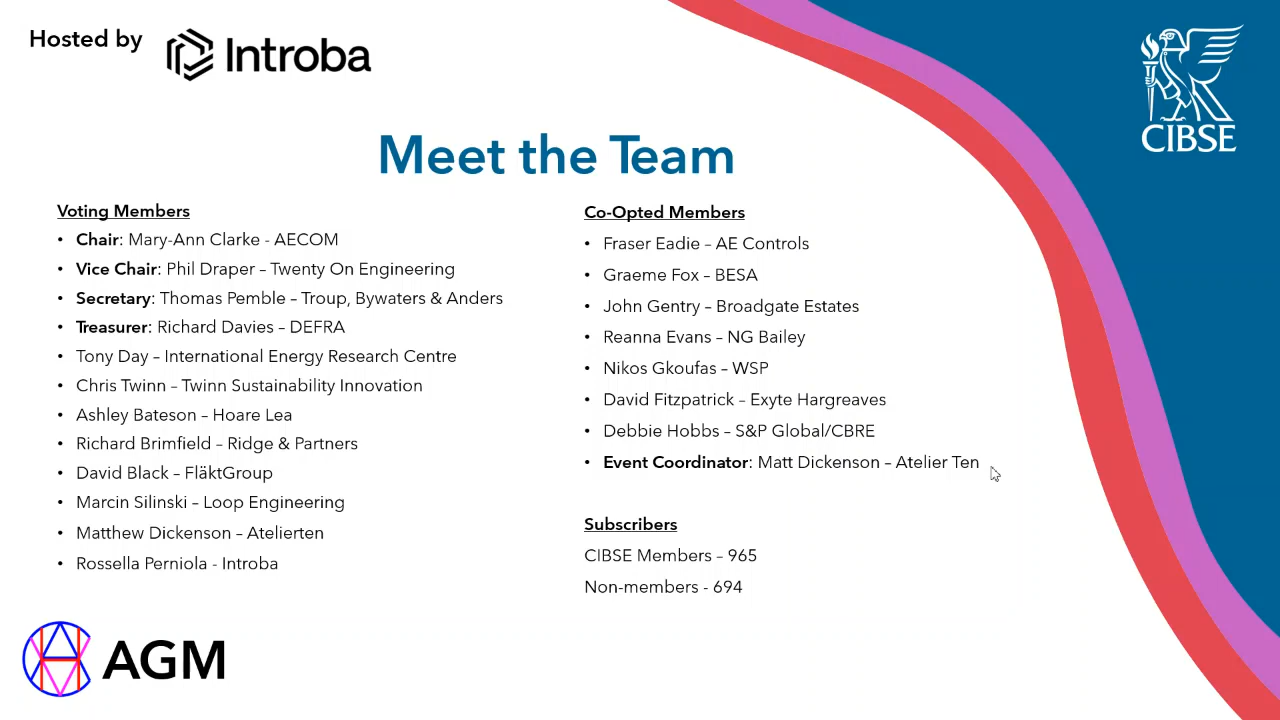 Hosted by
Introba
CIBSE
Meet the Team
Voting Members
• Chair: Mary-Ann Clarke - AECOM
• Vice Chair: Phil Draper – Twenty On Engineering
• Secretary: Thomas Pemble – Troup, Bywaters & Anders
• Treasurer: Richard Davies – DEFRA
• Tony Day – International Energy Research Centre
• Chris Twinn – Twinn Sustainability Innovation
• Ashley Bateson – Hoare Lea
• Richard Brimfield – Ridge & Partners
• David Black – FläktGroup
• Marcin Silinski – Loop Engineering
• Matthew Dickenson – Atelierten
• Rossella Perniola - Introba
Co-Opted Members
• Fraser Eadie – AE Controls
• Graeme Fox – BESA
• John Gentry – Broadgate Estates
• Reanna Evans – NG Bailey
• Nikos Gkoufas – WSP
• David Fitzpatrick – Exyte Hargreaves
• Debbie Hobbs – S&P Global/CBRE
• Event Coordinator: Matt Dickenson – Atelier Ten
Subscribers
CIBSE Members – 965
Non-members - 694
AGM